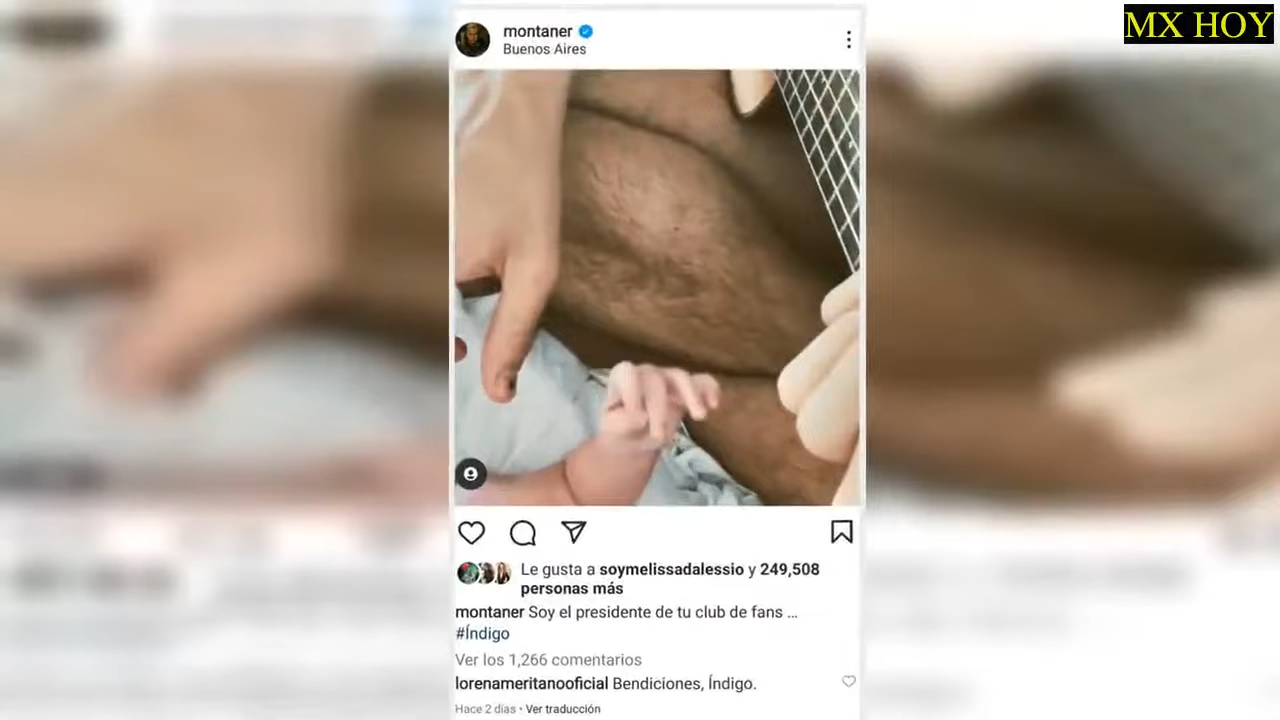 MX HOY
montaner
Buenos Aires
Le gusta a soymelissadalessio y 249,508
personas más
montaner Soy el presidente de tu club de fans ...
#Índigo
Ver los 1,266 comentarios
lorenameritanooficial Bendiciones, Índigo.
Hace 2 días • Ver traducción